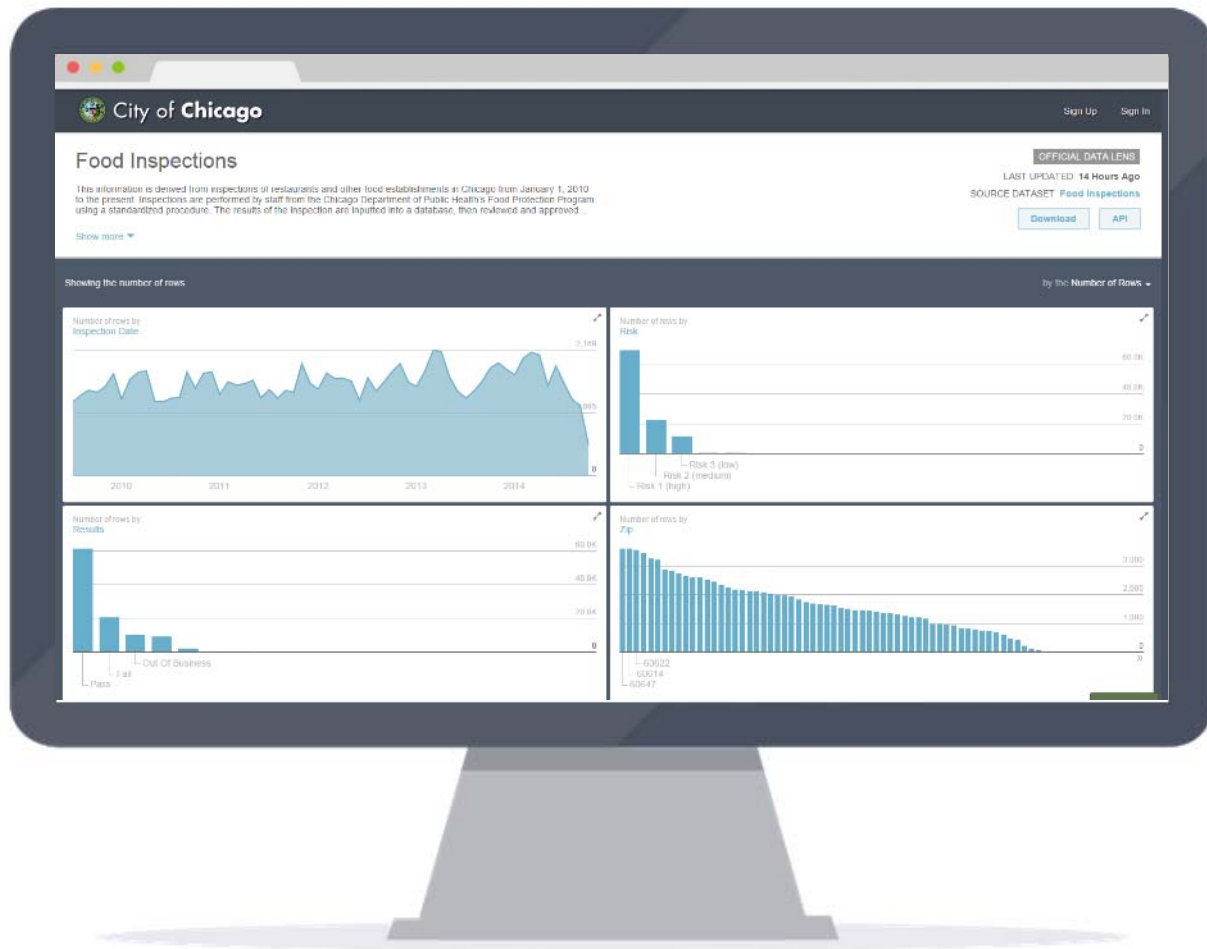 City of Chicago
Sign Up Sign In
Food Inspections
This information is derived from inspections of restaurants and other food establishments in Chicago from January 1, 2010
to the present. Inspections are performed by staff from the Chicago Department of Public Health's Food Protection Program
using a standardized procedure. The results of the inspection are inputted into a database, then reviewed and approved...
Show more
OFFICIAL DATA LENS
LAST UPDATED 14 Hours Ago
SOURCE DATASET Food Inspections
Download API
Showing the number of rows
by the Number of Rows
Number of rows by
Inspection Date
0
2010 2011 2012 2013 2014
Number of rows by
Risk
60.0K
40.0K
20.0K
0
Risk 3 (low)
Risk 2 (medium)
Risk 1 (high)
Number of rows by
Results
60.0K
40.0K
20.0K
0
Out Of Business
Fail
Pass
Number of rows by
Zip
3,000
2,000
1,000
0
60622
60614
60647